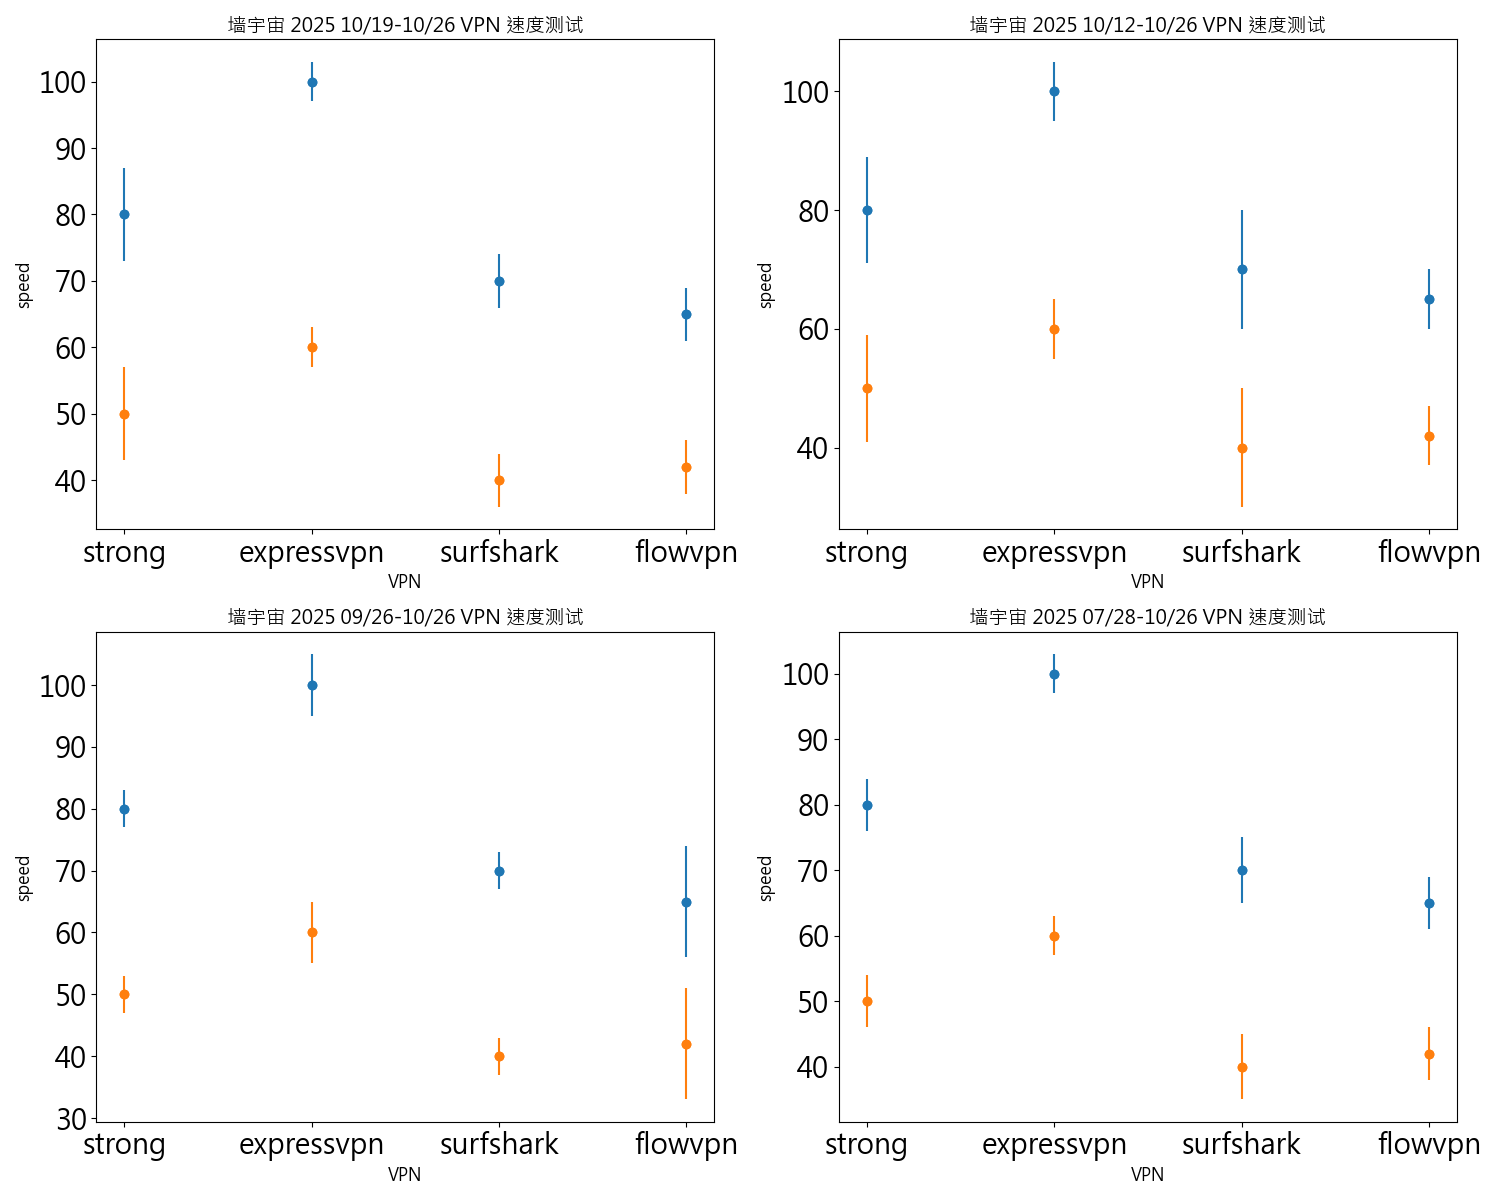 墙宇宙 2025 10/19-10/26 VPN 速度测试
100
90
80
70
60
50
40
speed
strong expressvpn surfshark flowvpn
VPN
墙宇宙 2025 10/12-10/26 VPN 速度测试
100
80
60
40
speed
strong expressvpn surfshark flowvpn
VPN
墙宇宙 2025 09/26-10/26 VPN 速度测试
100
90
80
70
60
50
40
30
speed
strong expressvpn surfshark flowvpn
VPN
墙宇宙 2025 07/28-10/26 VPN 速度测试
100
90
80
70
60
50
40
speed
strong expressvpn surfshark flowvpn
VPN